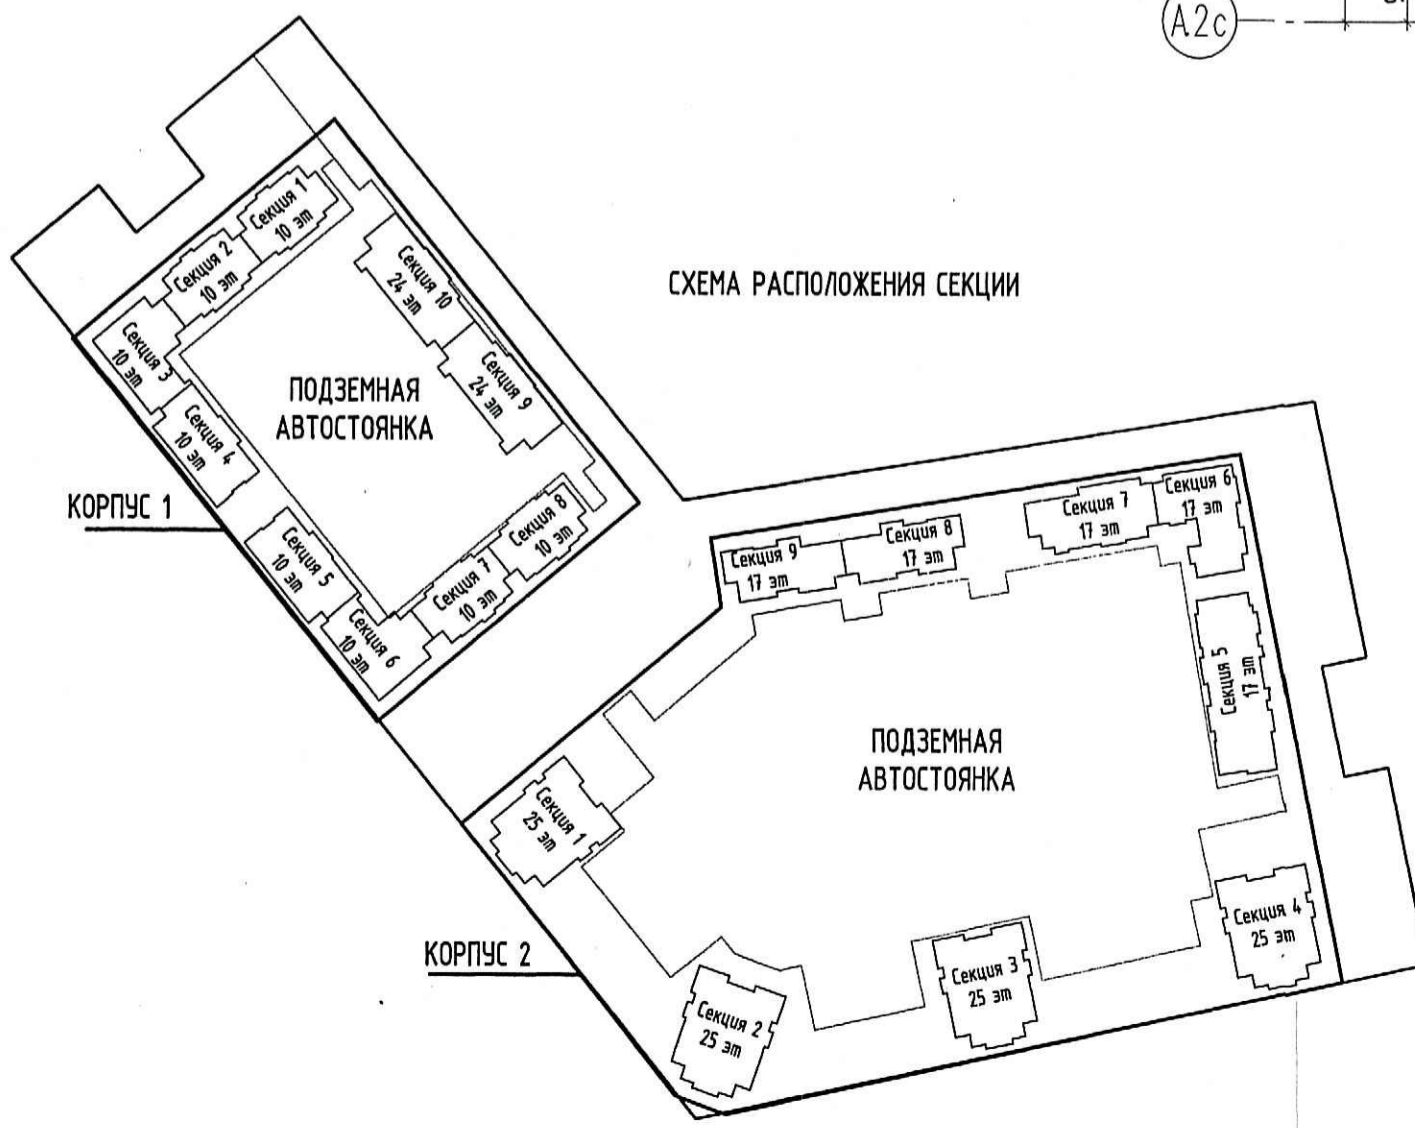 А.2с
СХЕМА РАСПОЛОЖЕНИЯ СЕКЦИИ
Секция 1
10 эт
Секция 2
10 эт
Секция 3
10 эт
Секция 4
10 эт
Секция 10
24 эт
Секция 9
24 эт
ПОДЗЕМНАЯ
АВТОСТОЯНКА
КОРПУС 1
Секция 5
10 эт
Секция 6
10 эт
Секция 7
10 эт
Секция 8
10 эт
Секция 9
17 эт
Секция 8
17 эт
Секция 7
17 эт
Секция 6
17 эт
Секция 5
17 эт
ПОДЗЕМНАЯ
АВТОСТОЯНКА
Секция 1
25 эт
КОРПУС 2
Секция 2
25 эт
Секция 3
25 эт
Секция 4
25 эт